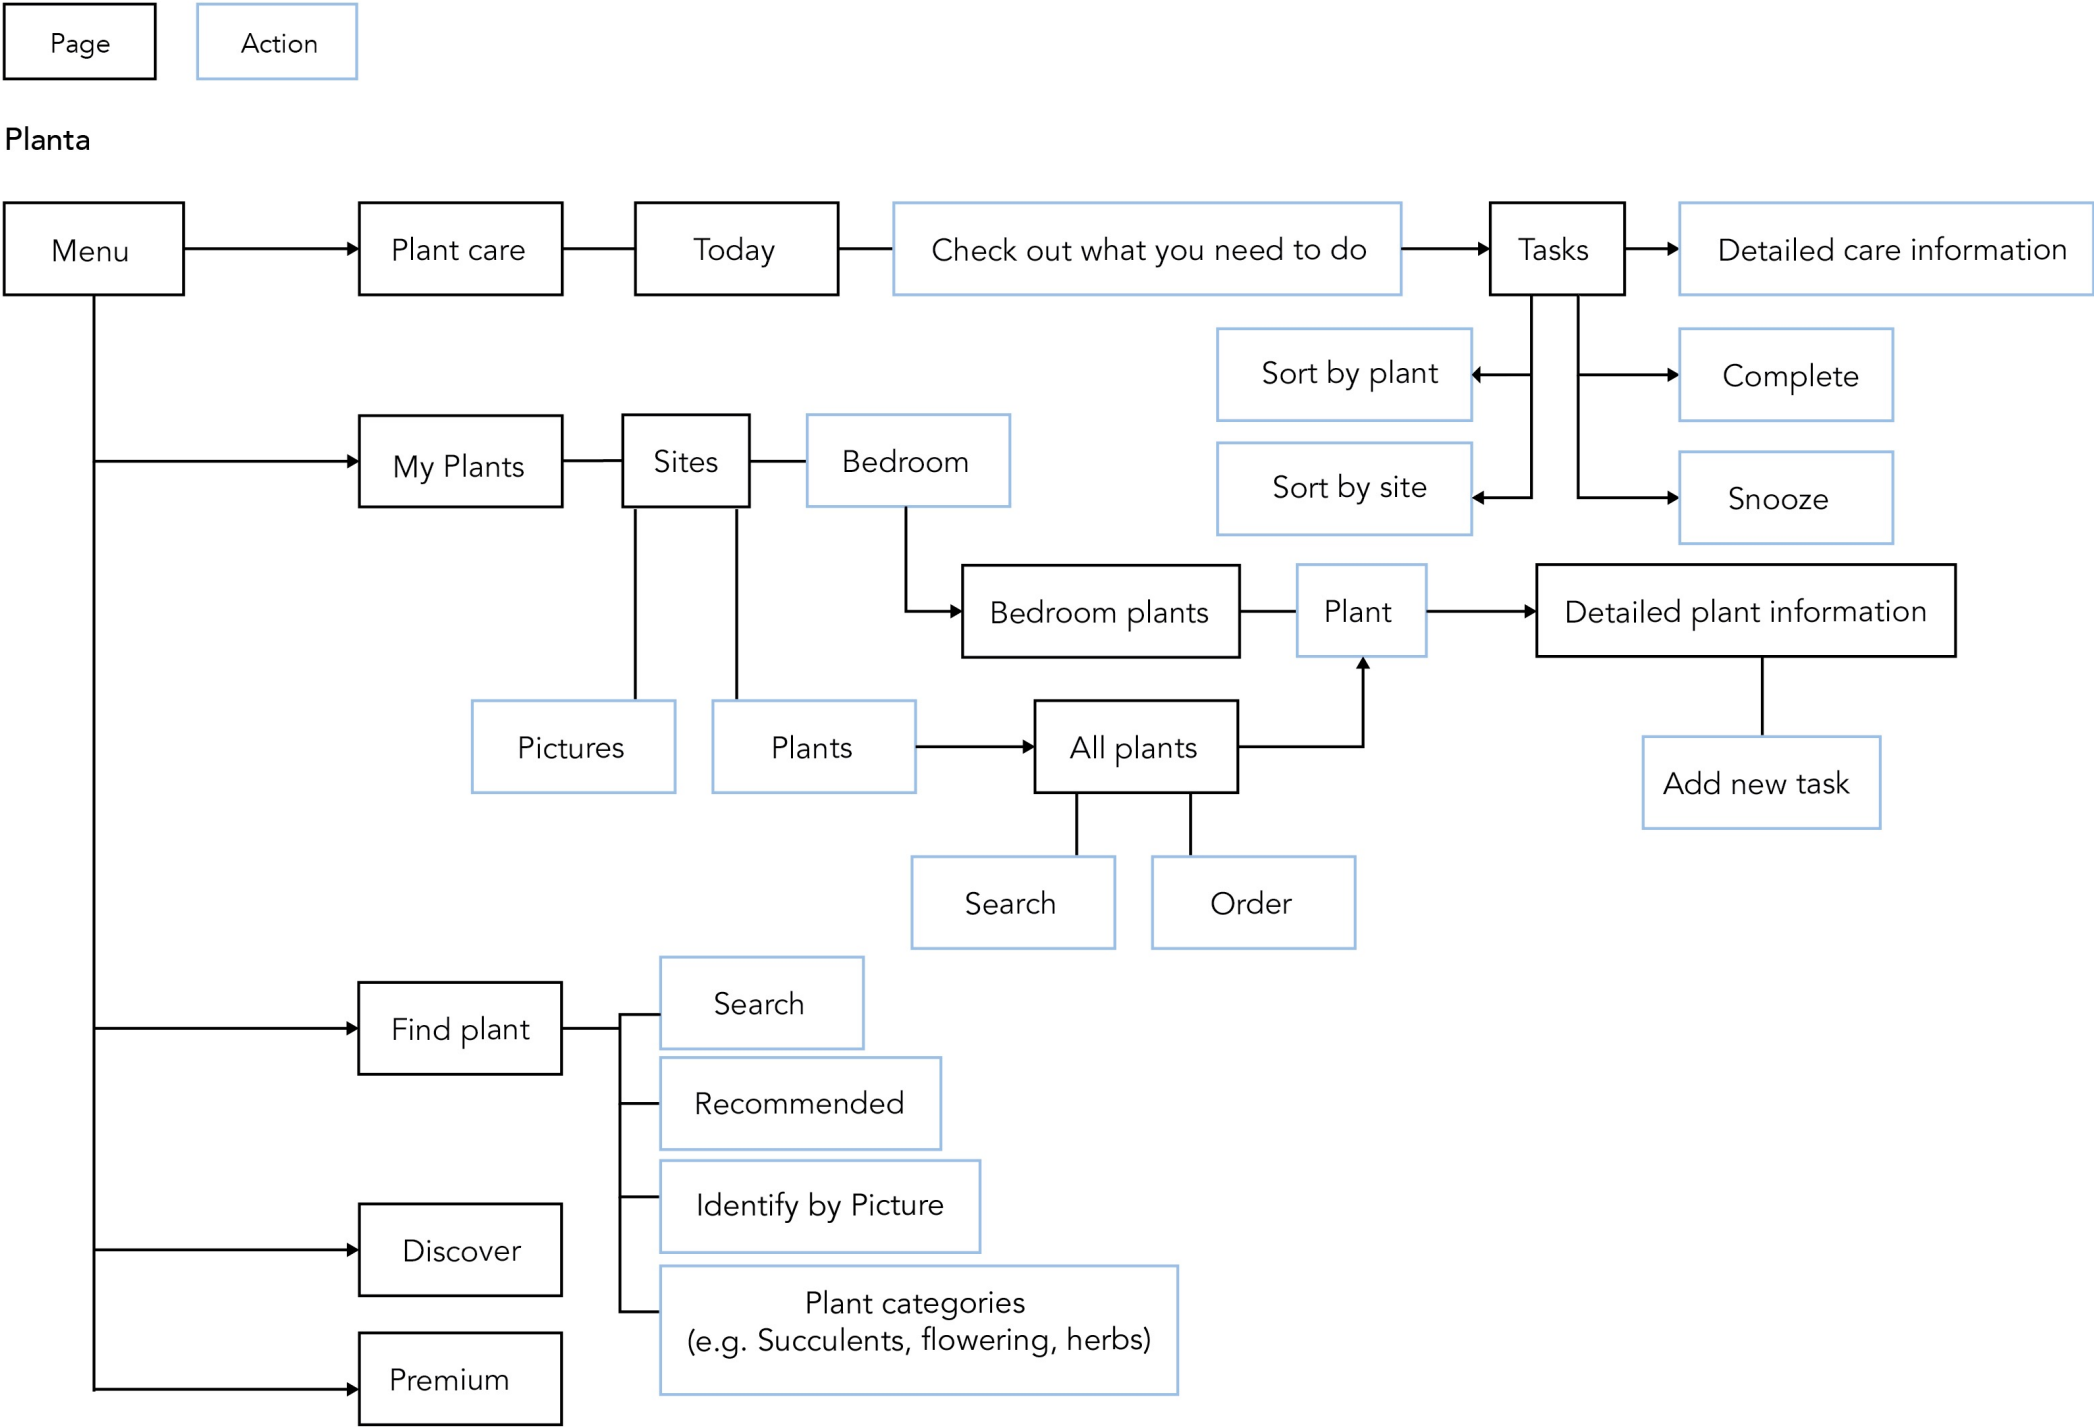 Page
Action
Planta
Menu
Plant care
Today
Check out what you need to do
Tasks
Detailed care information
Sort by plant
Complete
My Plants
Sites
Bedroom
Sort by site
Snooze
Bedroom plants
Plant
Detailed plant information
Pictures
Plants
All plants
Add new task
Search
Order
Find plant
Search
Recommended
Identify by Picture
Discover
Plant categories
(e.g. Succulents, flowering, herbs)
Premium